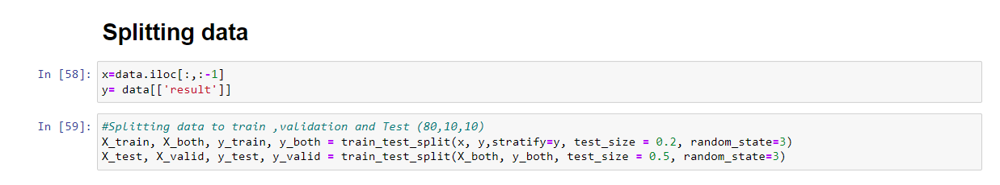 Splitting data
In [58]: x=data.iloc[:,:-1]
y= data[['result']]
In [59]: #Splitting data to train ,validation and Test (80,10,10)
X_train, X_both, y_train, y_both = train_test_split(x, y,stratify=y, test_size = 0.2, random_state=3)
X_test, X_valid, y_test, y_valid = train_test_split(X_both, y_both, test_size = 0.5, random_state=3)